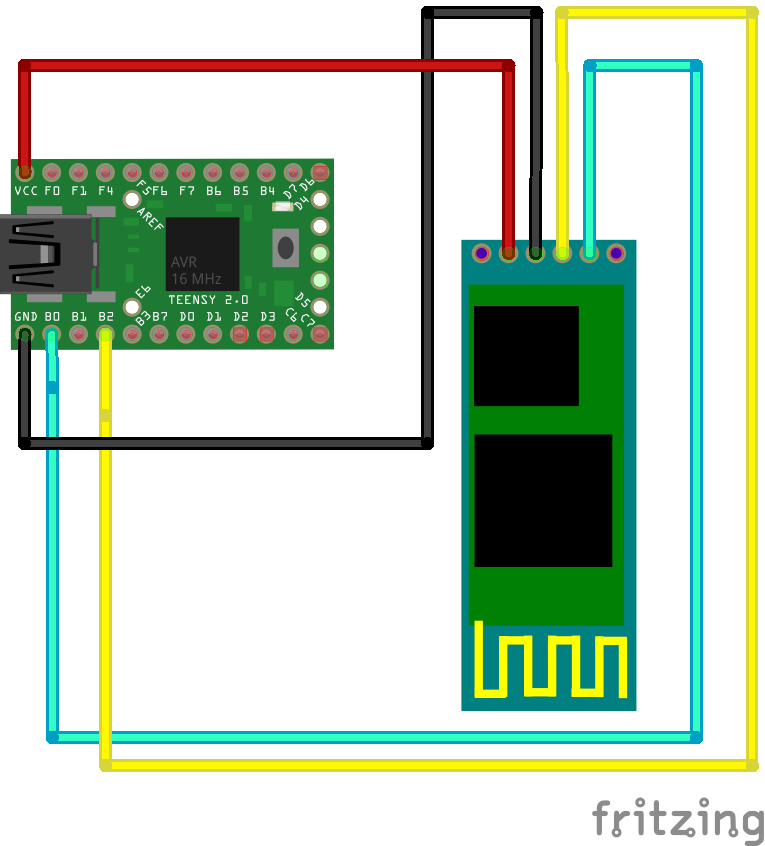 VCC F0 F1 F4 F5 F6 F7 B6 B5 B4 D7 D6
AREF D4
AVR
16 MHz
TEENSY 2.0
E6 D5
GND B0 B1 B2 B3 B7 D0 D1 D2 D3 C6 C7
fritzing